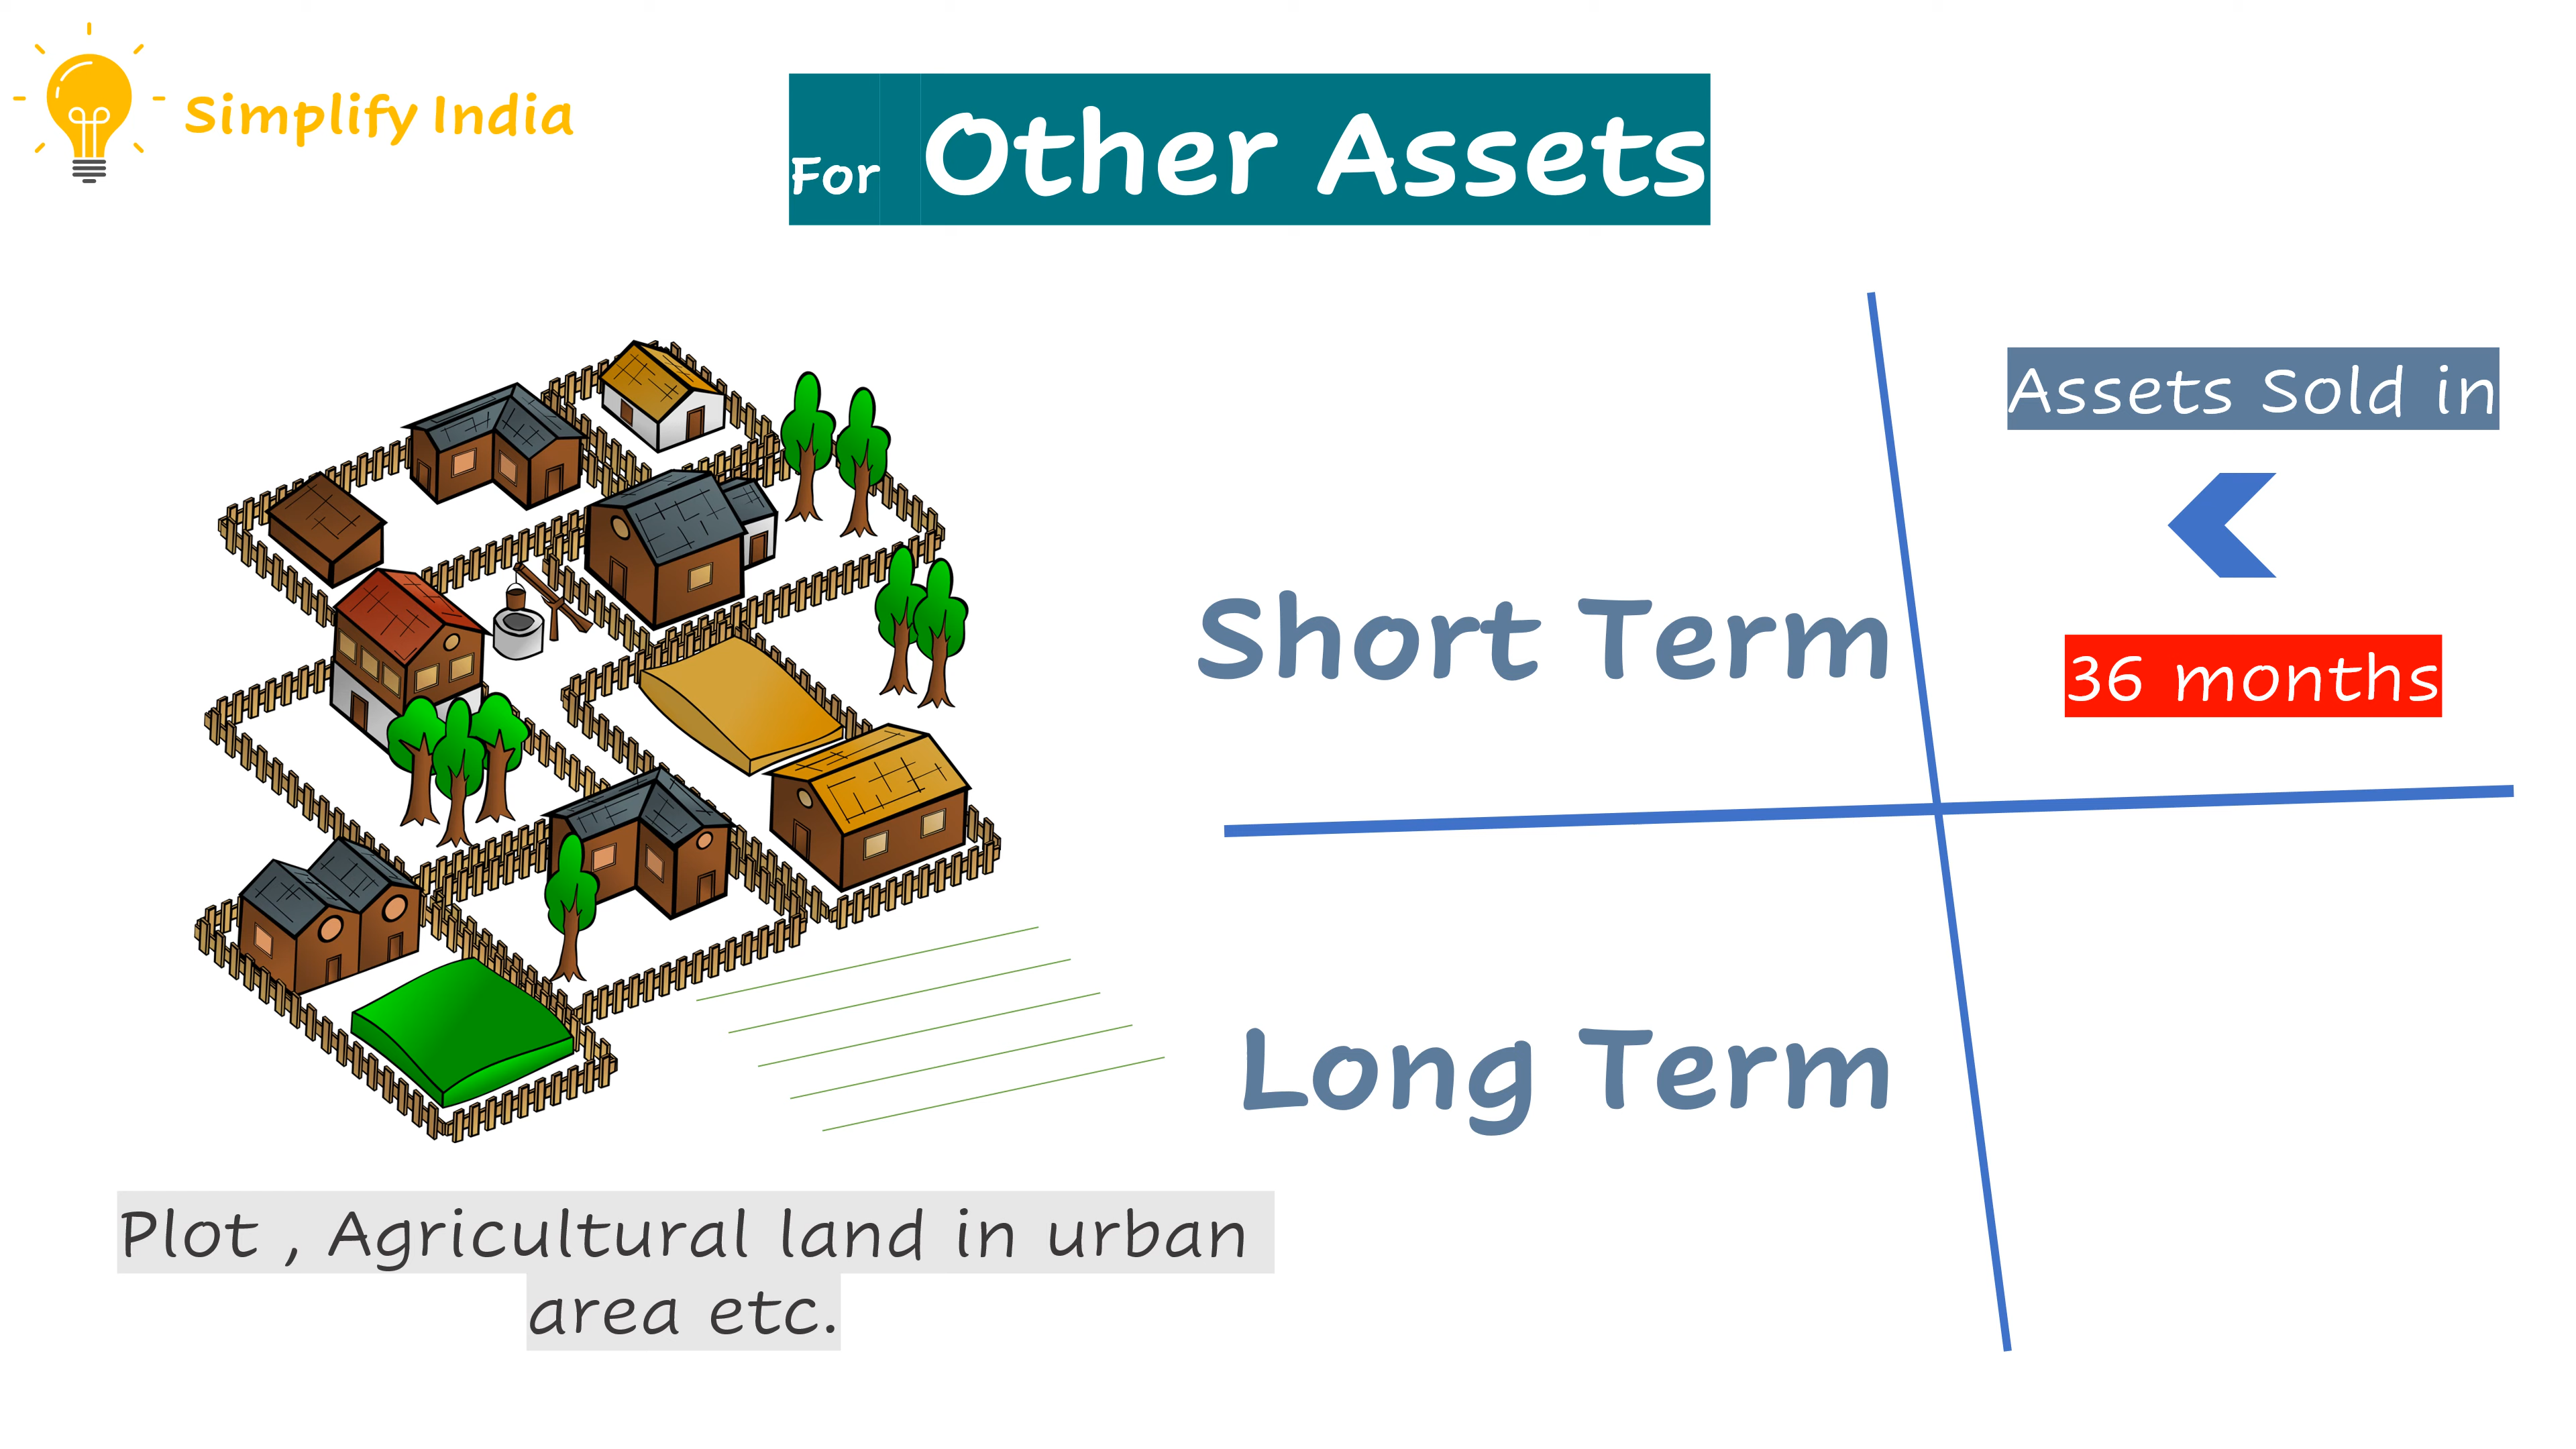 Simplify India
For Other Assets
Assets Sold in
36 months
Short Term
Long Term
Plot , Agricultural land in urban
area etc.